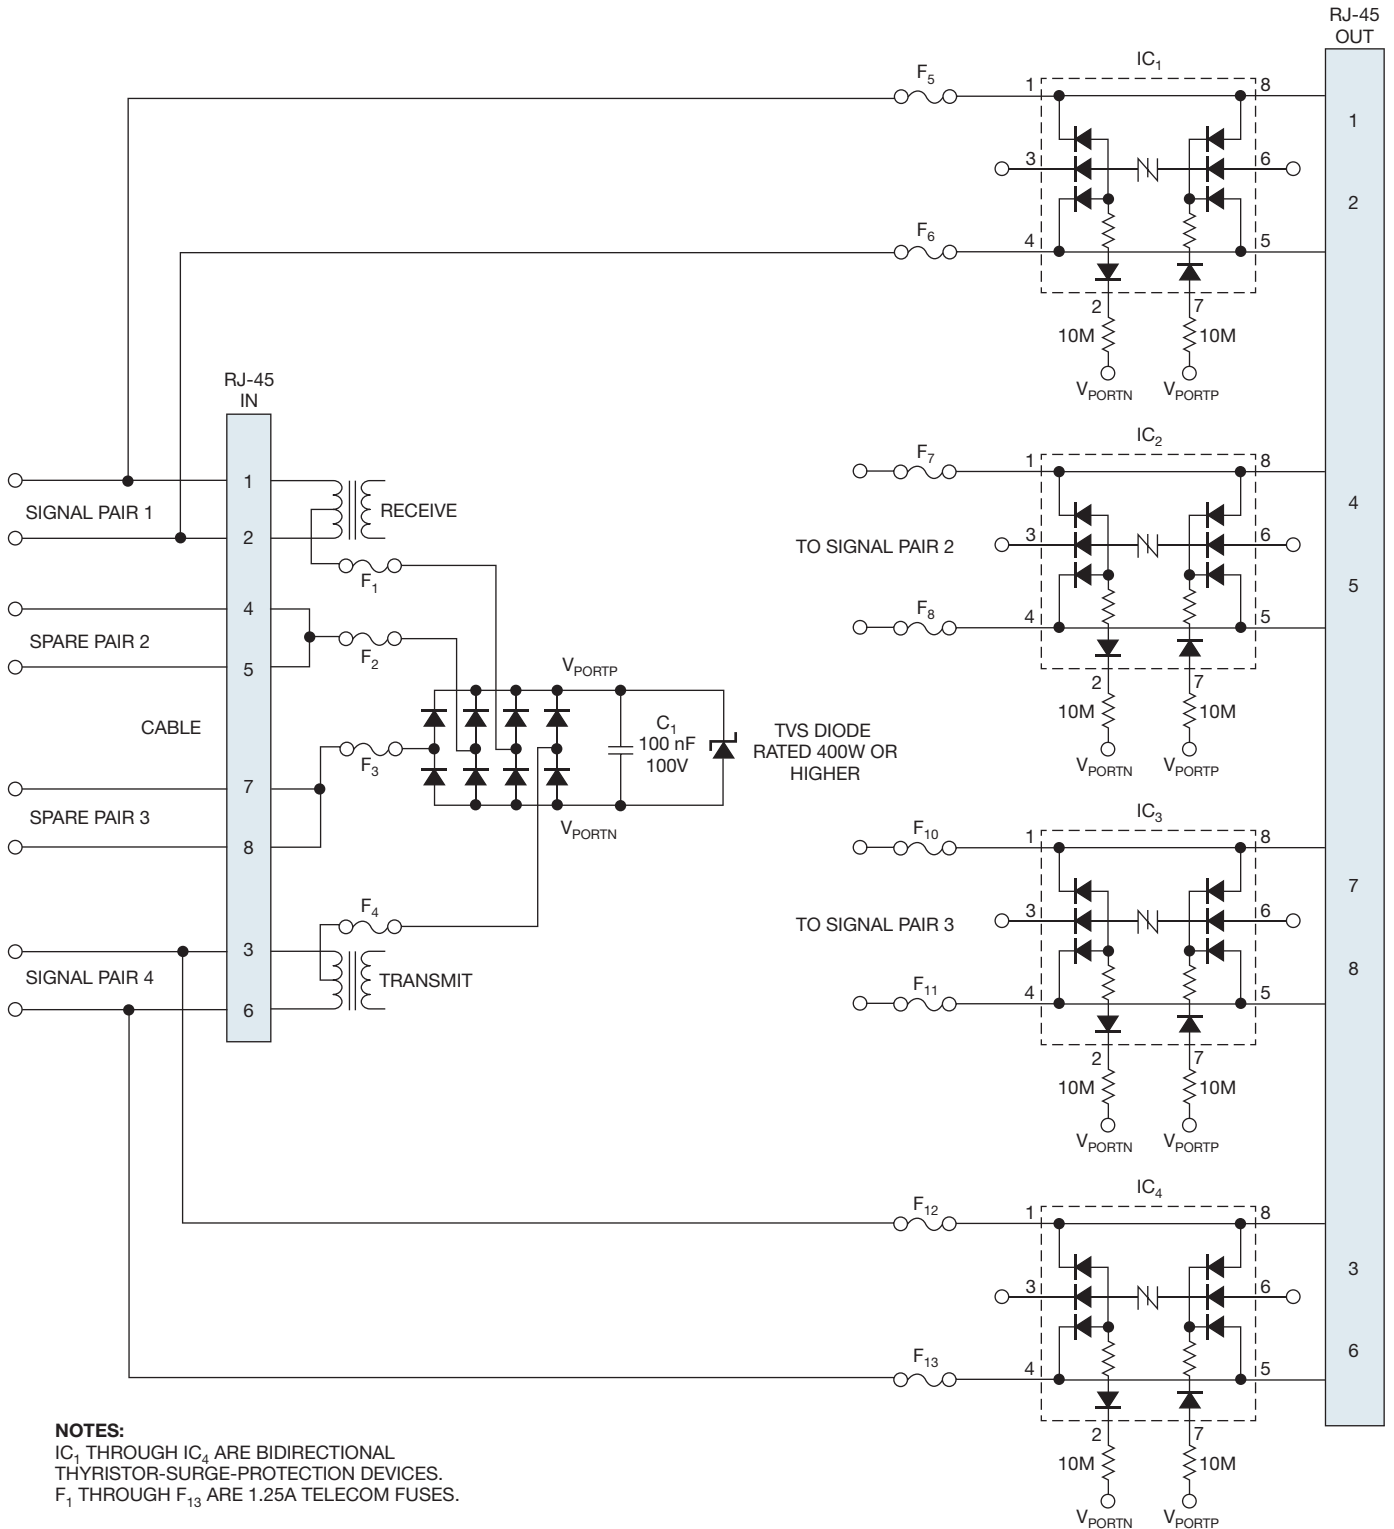 RJ-45
OUT
IC1
F5
1
8
1
3
6
2
F6
4
5
2
7
10M
10M
VPORTN
VPORTP
RJ-45
IN
IC2
F7
1
8
1
SIGNAL PAIR 1
RECEIVE
4
2
TO SIGNAL PAIR 2
3
6
F1
5
4
F8
4
5
SPARE PAIR 2
F2
5
VPORTP
2
7
10M
10M
CABLE
C1
100 nF
100V
TVS DIODE
RATED 400W OR
HIGHER
F3
VPORTN
VPORTP
7
SPARE PAIR 3
VPORTN
IC3
F10
1
8
8
7
F4
TO SIGNAL PAIR 3
3
6
3
SIGNAL PAIR 4
TRANSMIT
8
F11
4
5
6
2
7
10M
10M
VPORTN
VPORTP
IC4
F12
1
8
3
3
6
6
F13
4
5
2
7
10M
10M
VPORTN
VPORTP
NOTES:
IC1 THROUGH IC4 ARE BIDIRECTIONAL
THYRISTOR-SURGE-PROTECTION DEVICES.
F1 THROUGH F13 ARE 1.25A TELECOM FUSES.